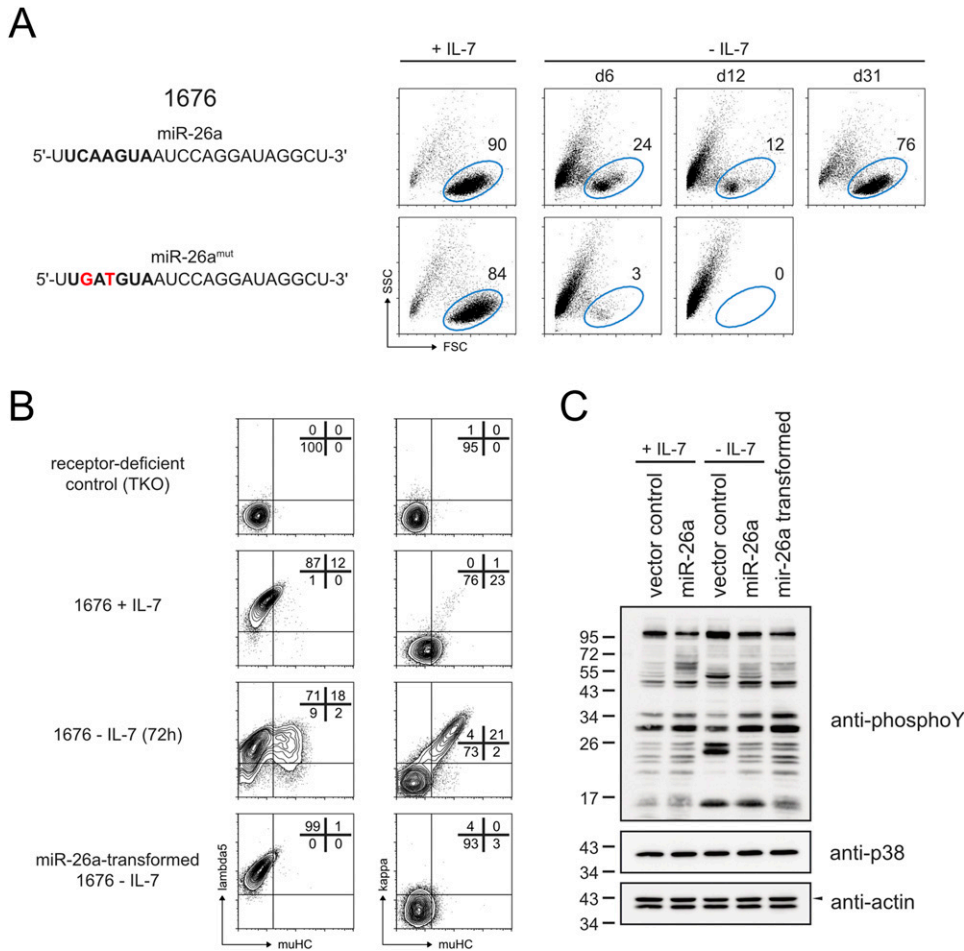 A
+ IL-7
- IL-7
d6
d12
d31
1676
miR-26a
5'-UUCAAGUAAUCCAGGAUAGGCU-3'
90
24
12
76
miR-26a^mut
5'-UUGATGUAAUCCAGGAUAGGCU-3'
84
3
0
SSC
FSC
B
receptor-deficient
control (TKO)
0 0
100 0
1 0
95 0
1676 + IL-7
87 12
1 0
0 1
76 23
1676 - IL-7 (72h)
71 18
9 2
4 21
73 2
miR-26a-transformed
1676 - IL-7
99 1
0 0
4 0
93 3
lambda5
muHC
kappa
muHC
C
+ IL-7
- IL-7
vector control
miR-26a
vector control
miR-26a
mir-26a transformed
95
72
55
43
34
26
17
anti-phosphoY
43
34
anti-p38
43
34
anti-actin